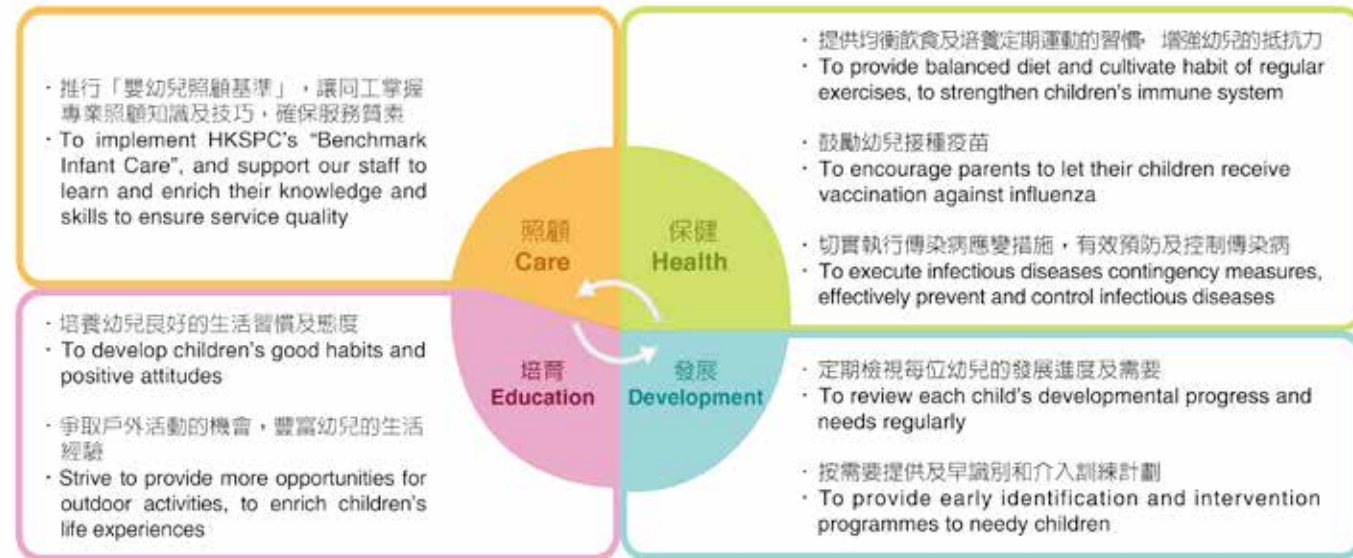 · 推行「嬰幼兒照顧基準」，讓同工掌握
專業照顧知識及技巧，確保服務質素
· To implement HKSPC's “Benchmark
Infant Care”, and support our staff to
learn and enrich their knowledge and
skills to ensure service quality
照顧
Care
保健
Health
· 提供均衡飲食及培養定期運動的習慣，增強幼兒的抵抗力
· To provide balanced diet and cultivate habit of regular
exercises, to strengthen children's immune system
· 鼓勵幼兒接種疫苗
· To encourage parents to let their children receive
vaccination against influenza
· 切實執行傳染病應變措施，有效預防及控制傳染病
· To execute infectious diseases contingency measures,
effectively prevent and control infectious diseases
· 培養幼兒良好的生活習慣及態度
· To develop children's good habits and
positive attitudes
· 爭取戶外活動的機會，豐富幼兒的生活
經驗
· Strive to provide more opportunities for
outdoor activities, to enrich children's
life experiences
培育
Education
發展
Development
· 定期檢視每位幼兒的發展進度及需要
· To review each child's developmental progress and
needs regularly
· 按需要提供及早識別和介入訓練計劃
· To provide early identification and intervention
programmes to needy children